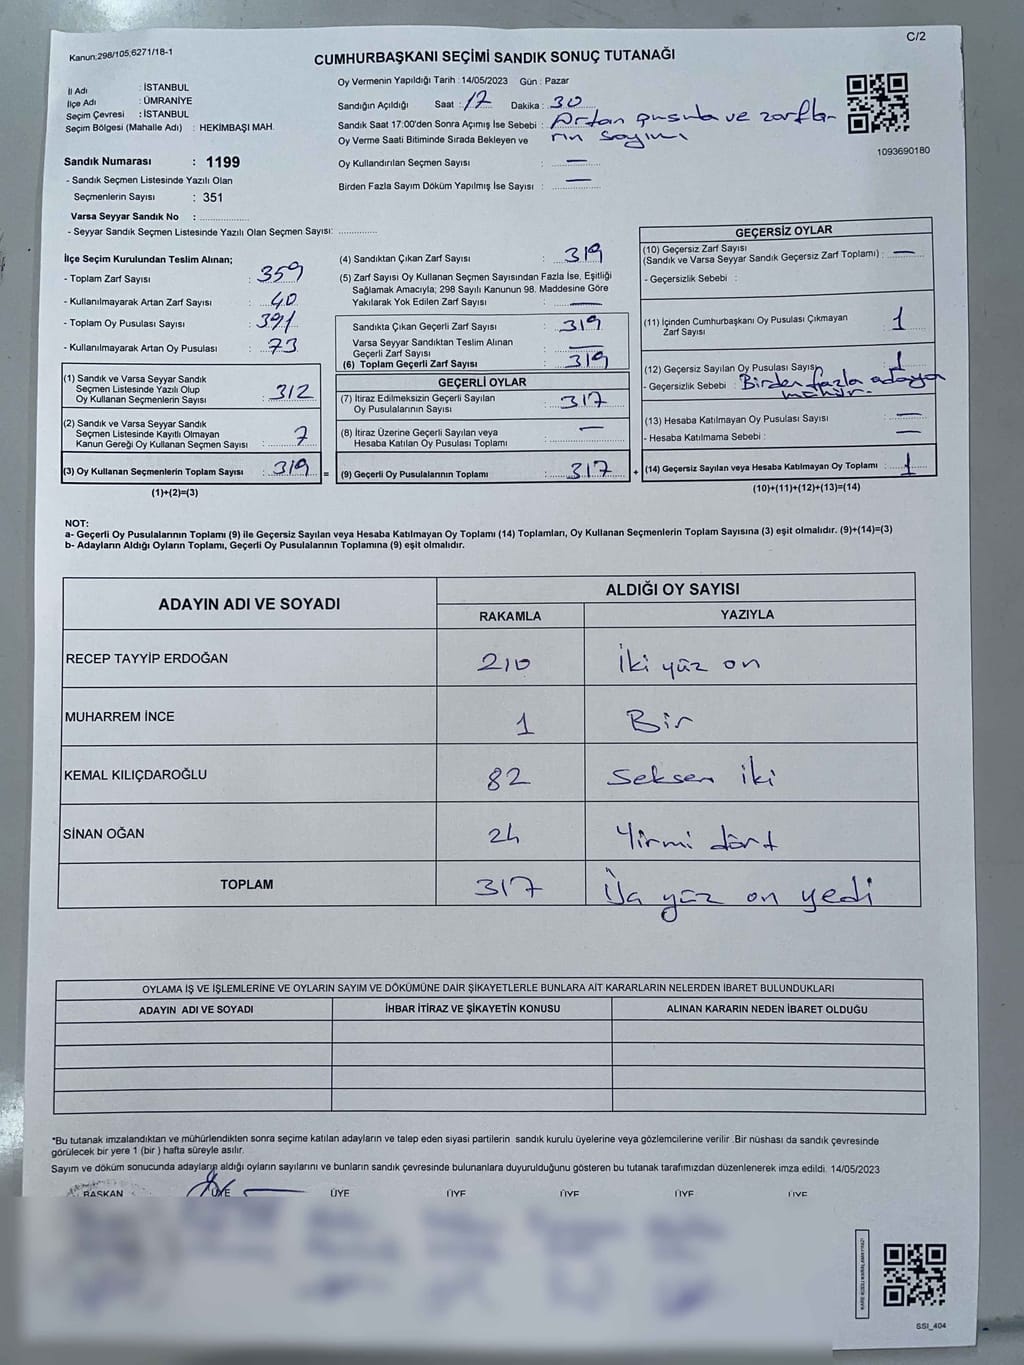 Kanun:298/105,6271/18-1
C/2
CUMHURBAŞKANI SEÇİMİ SANDIK SONUÇ TUTANAĞI
İl Adı : İSTANBUL
İlçe Adı : ÜMRANİYE
Seçim Çevresi : İSTANBUL
Seçim Bölgesi (Mahalle Adı) : HEKİMBAŞI MAH.
Oy Vermenin Yapıldığı Tarih : 14/05/2023 Gün : Pazar
Sandığın Açıldığı Saat : 17 Dakika : 30
Sandık Saat 17:00'den Sonra Açımış İse Sebebi : Artan pusula ve zarfla-
rın sayımı
Oy Verme Saati Bitiminde Sırada Bekleyen ve
Oy Kullandırılan Seçmen Sayısı : —
Birden Fazla Sayım Döküm Yapılmış İse Sayısı : —
1093690180
Sandık Numarası : 1199
- Sandık Seçmen Listesinde Yazılı Olan
Seçmenlerin Sayısı : 351
Varsa Seyyar Sandık No : ..............
- Seyyar Sandık Seçmen Listesinde Yazılı Olan Seçmen Sayısı: ..............
İlçe Seçim Kurulundan Teslim Alınan;
- Toplam Zarf Sayısı : 359
- Kullanılmayarak Artan Zarf Sayısı : 40
- Toplam Oy Pusulası Sayısı : 391
- Kullanılmayarak Artan Oy Pusulası : 73
(1) Sandık ve Varsa Seyyar Sandık
Seçmen Listesinde Yazılı Olup
Oy Kullanan Seçmenlerin Sayısı : 312
(2) Sandık ve Varsa Seyyar Sandık
Seçmen Listesinde Kayıtlı Olmayan
Kanun Gereği Oy Kullanan Seçmen Sayısı : 7
(3) Oy Kullanan Seçmenlerin Toplam Sayısı : 319 =
(1)+(2)=(3)
(4) Sandıktan Çıkan Zarf Sayısı : 319
(5) Zarf Sayısı Oy Kullanan Seçmen Sayısından Fazla İse, Eşitliği
Sağlamak Amacıyla; 298 Sayılı Kanunun 98. Maddesine Göre
Yakılarak Yok Edilen Zarf Sayısı : —
Sandıkta Çıkan Geçerli Zarf Sayısı : 319
Varsa Seyyar Sandıktan Teslim Alınan
Geçerli Zarf Sayısı : —
(6) Toplam Geçerli Zarf Sayısı : 319
GEÇERLİ OYLAR
(7) İtiraz Edilmeksizin Geçerli Sayılan
Oy Pusulalarının Sayısı : 317
(8) İtiraz Üzerine Geçerli Sayılan veya
Hesaba Katılan Oy Pusulası Toplamı : —
(9) Geçerli Oy Pusulalarının Toplamı : 317 +
GEÇERSİZ OYLAR
(10) Geçersiz Zarf Sayısı
(Sandık ve Varsa Seyyar Sandık Geçersiz Zarf Toplamı) : —
- Geçersizlik Sebebi :
(11) İçinden Cumhurbaşkanı Oy Pusulası Çıkmayan
Zarf Sayısı : 1
(12) Geçersiz Sayılan Oy Pusulası Sayısı : 1
- Geçersizlik Sebebi : Birden fazla adaya
mühür.
(13) Hesaba Katılmayan Oy Pusulası Sayısı : —
- Hesaba Katılmama Sebebi : —
(14) Geçersiz Sayılan veya Hesaba Katılmayan Oy Toplamı : 1
(10)+(11)+(12)+(13)=(14)
NOT:
a- Geçerli Oy Pusulalarının Toplamı (9) ile Geçersiz Sayılan veya Hesaba Katılmayan Oy Toplamı (14) Toplamları, Oy Kullanan Seçmenlerin Toplam Sayısına (3) eşit olmalıdır. (9)+(14)=(3)
b- Adayların Aldığı Oyların Toplamı, Geçerli Oy Pusulalarının Toplamına (9) eşit olmalıdır.
ADAYIN ADI VE SOYADI
ALDIĞI OY SAYISI
RAKAMLA YAZIYLA
RECEP TAYYİP ERDOĞAN 210 İki yüz on
MUHARREM İNCE 1 Bir
KEMAL KILIÇDAROĞLU 82 Seksen iki
SİNAN OĞAN 24 Yirmi dört
TOPLAM 317 yüz on yedi
OYLAMA İŞ VE İŞLEMLERİNE VE OYLARIN SAYIM VE DÖKÜMÜNE DAİR ŞİKAYETLERLE BUNLARA AİT KARARLARIN NELERDEN İBARET BULUNDUKLARI
ADAYIN ADI VE SOYADI İHBAR İTİRAZ VE ŞİKAYETİN KONUSU ALINAN KARARIN NEDEN İBARET OLDUĞU
*Bu tutanak imzalandıktan ve mühürlendikten sonra seçime katılan adayların ve talep eden siyasi partilerin sandık kurulu üyelerine veya gözlemcilerine verilir .Bir nüshası da sandık çevresinde
görülecek bir yere 1 (bir ) hafta süreyle asılır.
Sayım ve döküm sonucunda adayların aldığı oyların sayılarını ve bunların sandık çevresinde bulunanlara duyurulduğunu gösteren bu tutanak tarafımızdan düzenlenerek imza edildi. 14/05/2023
BAŞKAN ÜYE ÜYE ÜYE ÜYE ÜYE ÜYE
SSI_404